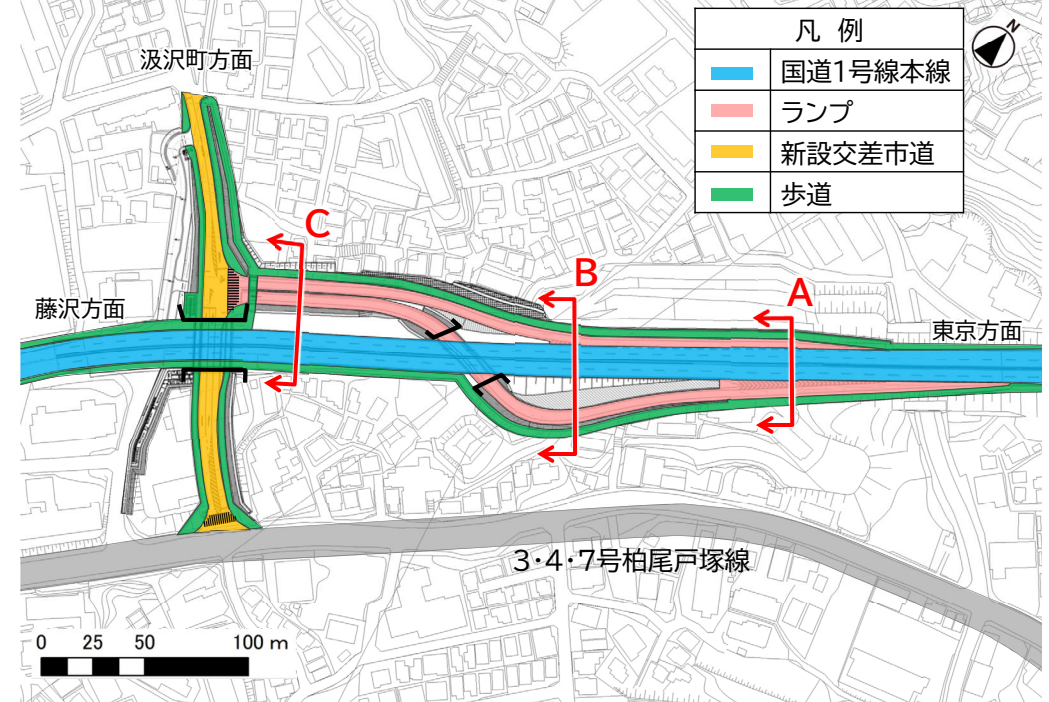 凡 例
国道1号線本線
ランプ
新設交差市道
歩道
N
汲沢町方面
C
B
A
藤沢方面
東京方面
3・4・7号柏尾戸塚線
0 25 50 100 m